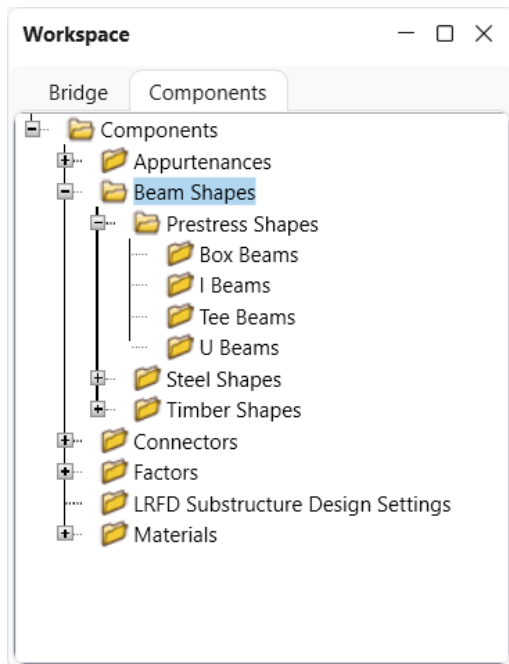 Workspace
Bridge Components
Components
Appurtenances
Beam Shapes
Prestress Shapes
Box Beams
I Beams
Tee Beams
U Beams
Steel Shapes
Timber Shapes
Connectors
Factors
LRFD Substructure Design Settings
Materials